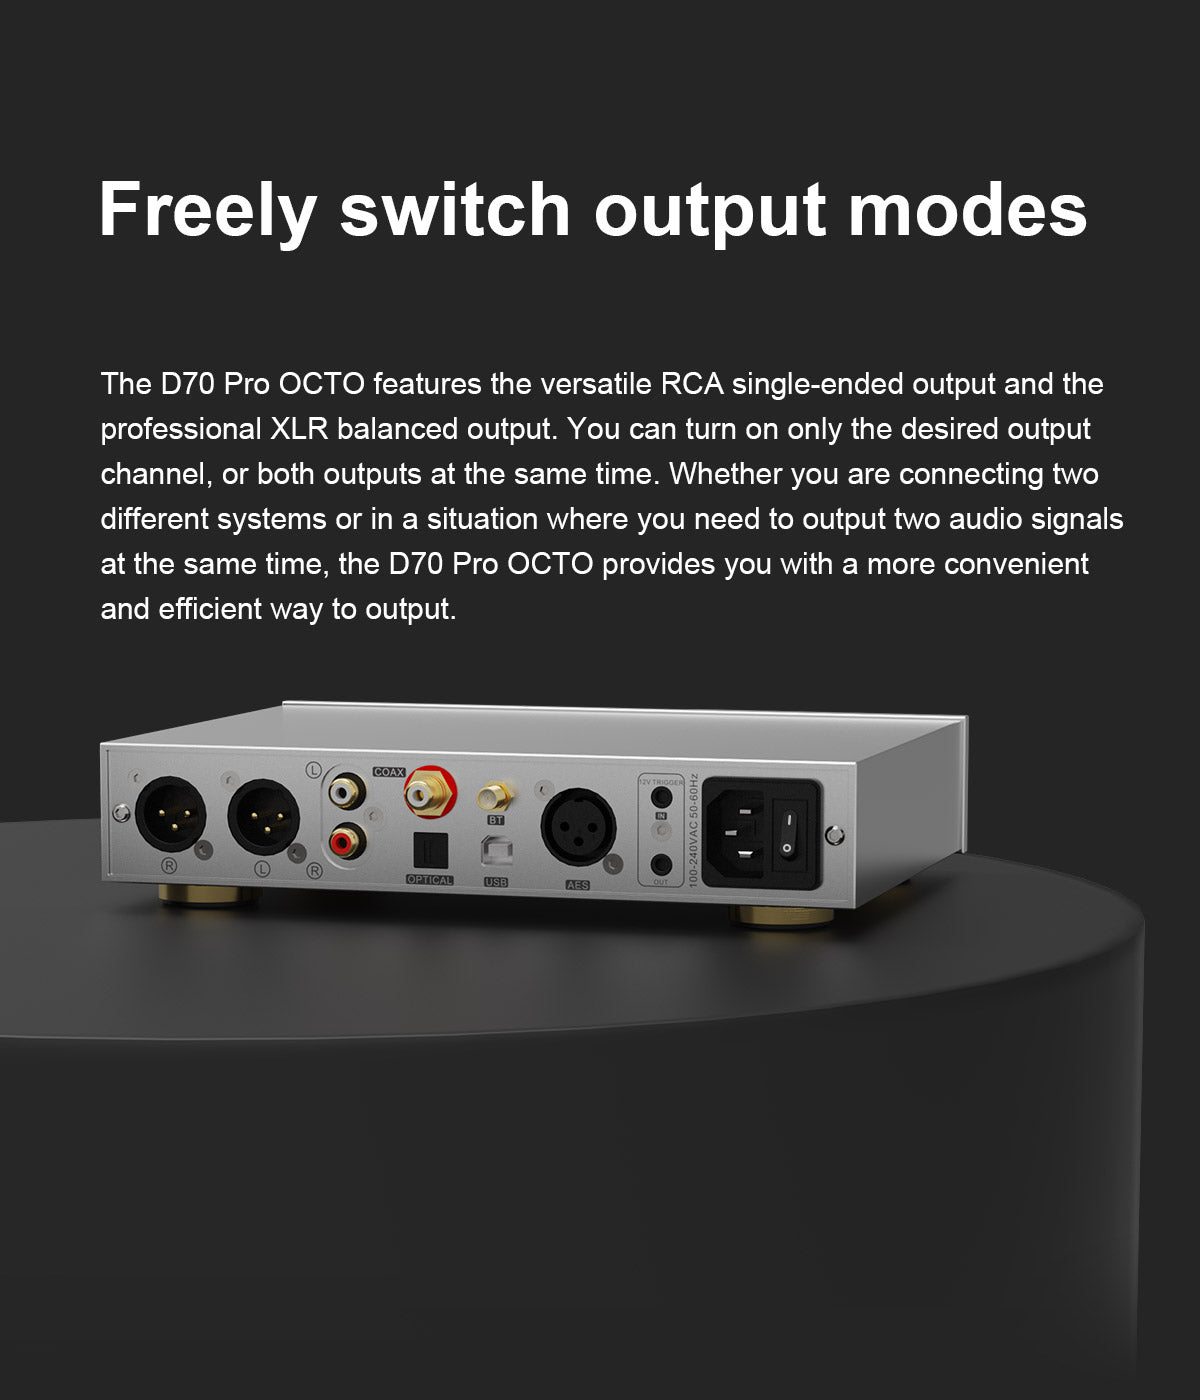 Freely switch output modes
The D70 Pro OCTO features the versatile RCA single-ended output and the
professional XLR balanced output. You can turn on only the desired output
channel, or both outputs at the same time. Whether you are connecting two
different systems or in a situation where you need to output two audio signals
at the same time, the D70 Pro OCTO provides you with a more convenient
and efficient way to output.
L
COAX
12V TRIGGER
100-240VAC 50-60Hz
BT
IN
R
L
R
OPTICAL
USB
AES
OUT